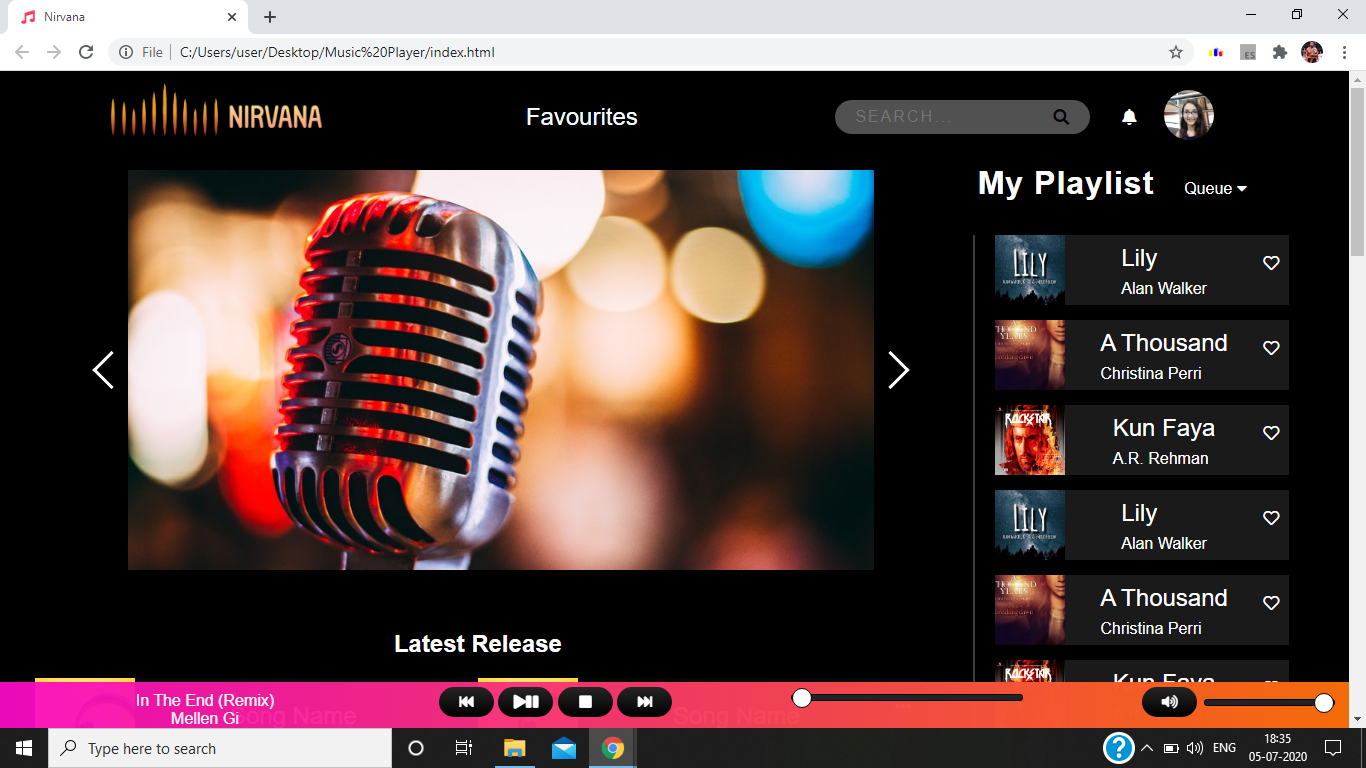 Nirvana
File
C:/Users/user/Desktop/Music%20Player/index.html
ES
NIRVANA
Favourites
SEARCH...
My Playlist
Queue
LILY
Lily
Alan Walker
THOUSAND
YEARS
A Thousand
Christina Perri
ROCKSTAR
Kun Faya
A.R. Rehman
LILY
Lily
Alan Walker
THOUSAND
YEARS
A Thousand
Christina Perri
ROCKSTAR
Kun Faya
Latest Release
In The End (Remix)
Mellen Gi
Song Name
Song Name
Type here to search
ENG
18:35
05-07-2020